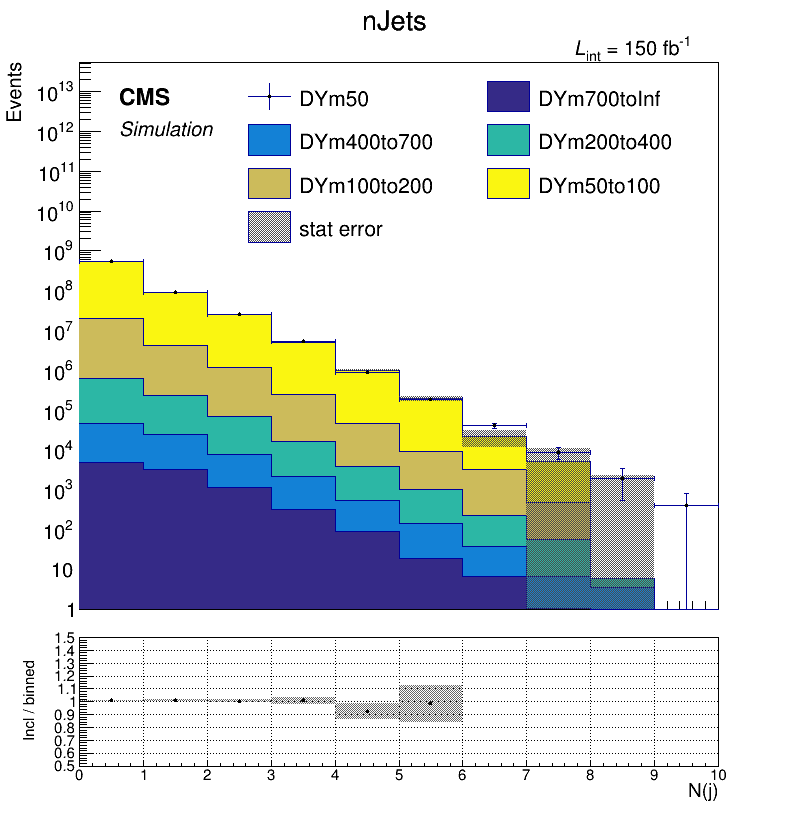 nJets
L_int = 150 fb^-1
Events
CMS
Simulation
DYm50
DYm700toInf
DYm400to700
DYm200to400
DYm100to200
DYm50to100
stat error
10^13
10^12
10^11
10^10
10^9
10^8
10^7
10^6
10^5
10^4
10^3
10^2
10
1
Incl / binned
1.5
1.4
1.3
1.2
1.1
1
0.9
0.8
0.7
0.6
0.5
0 1 2 3 4 5 6 7 8 9 10
N(j)